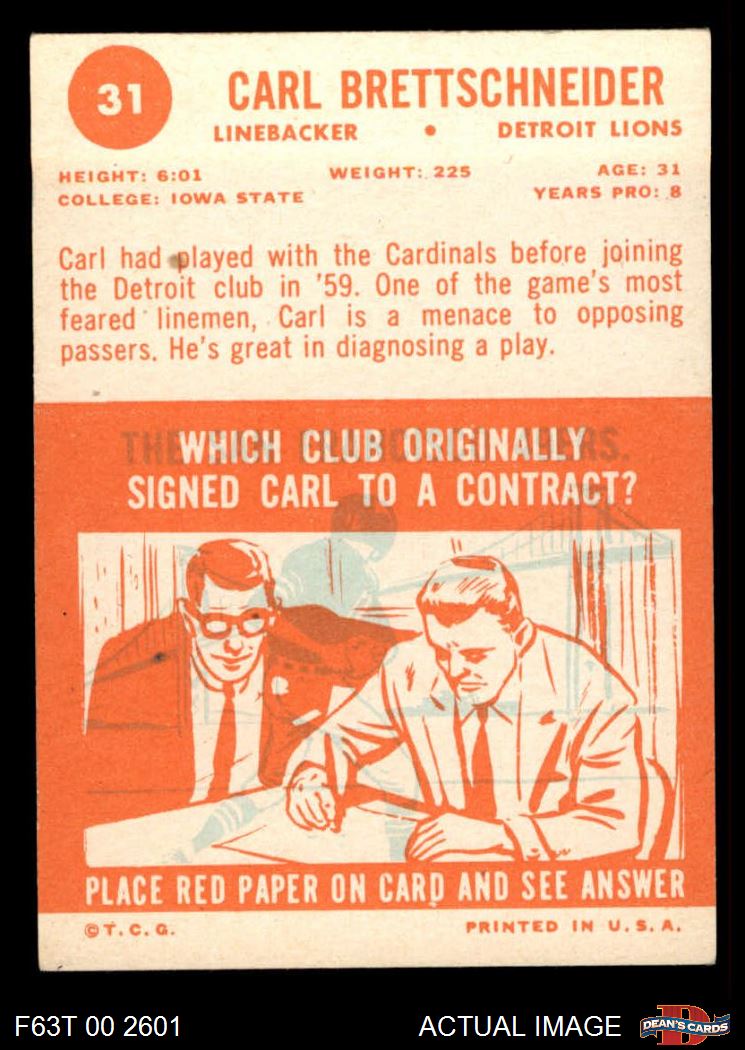 31
CARL BRETTSCHNEIDER
LINEBACKER • DETROIT LIONS
HEIGHT: 6:01 WEIGHT: 225 AGE: 31
COLLEGE: IOWA STATE YEARS PRO: 8
Carl had played with the Cardinals before joining
the Detroit club in '59. One of the game's most
feared linemen, Carl is a menace to opposing
passers. He's great in diagnosing a play.
THE 49ERS.
WHICH CLUB ORIGINALLY
SIGNED CARL TO A CONTRACT?
PLACE RED PAPER ON CARD AND SEE ANSWER
©T.C.G. PRINTED IN U.S.A.
F63T 00 2601 ACTUAL IMAGE
D
DEAN'S CARDS